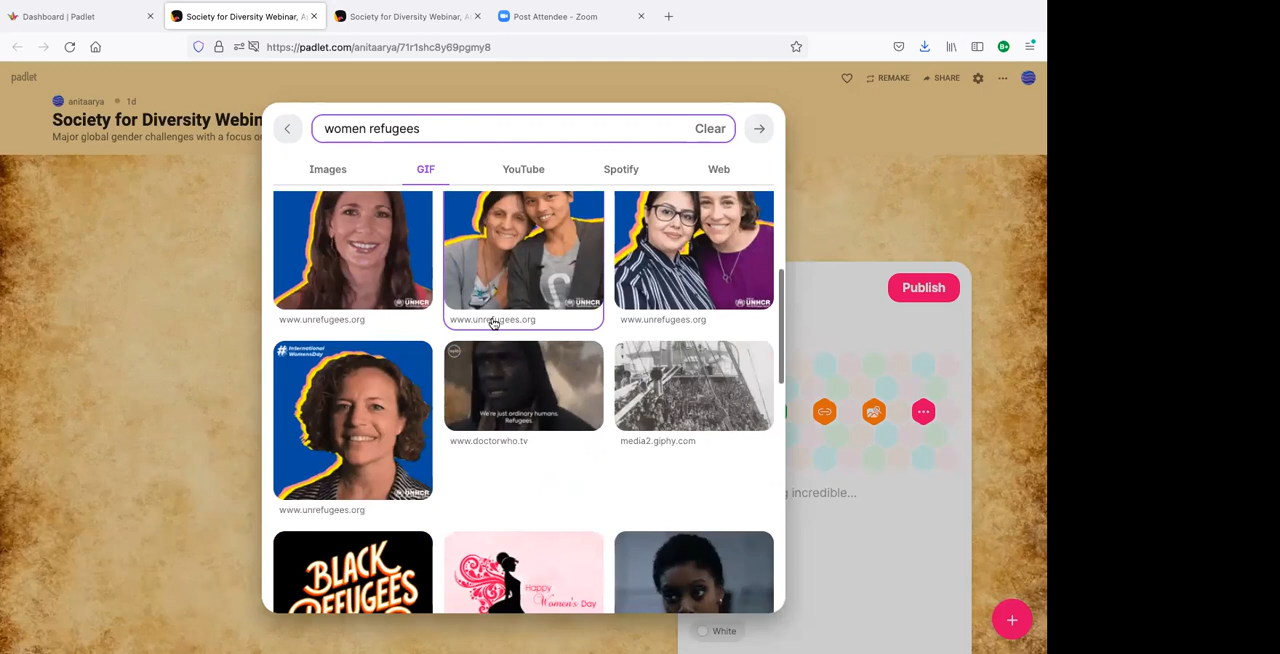 Dashboard | Padlet
Society for Diversity Webinar, A
Society for Diversity Webinar, A
Post Attendee - Zoom
https://padlet.com/anitaarya/71r1shc8y69pgmy8
B+
padlet
REMAKE
SHARE
anitaarya
1d
Society for Diversity Webin
Major global gender challenges with a focus o
women refugees
Clear
Images
GIF
YouTube
Spotify
Web
UNHCR
UNHCR
UNHCR
www.unrefugees.org
www.unrefugees.org
www.unrefugees.org
Publish
#International
WomensDay
UNHCR
We're just ordinary humans.
Refugees.
www.doctorwho.tv
media2.giphy.com
g incredible...
www.unrefugees.org
BLACK
REFUGEES
Happy
Women's Day
White